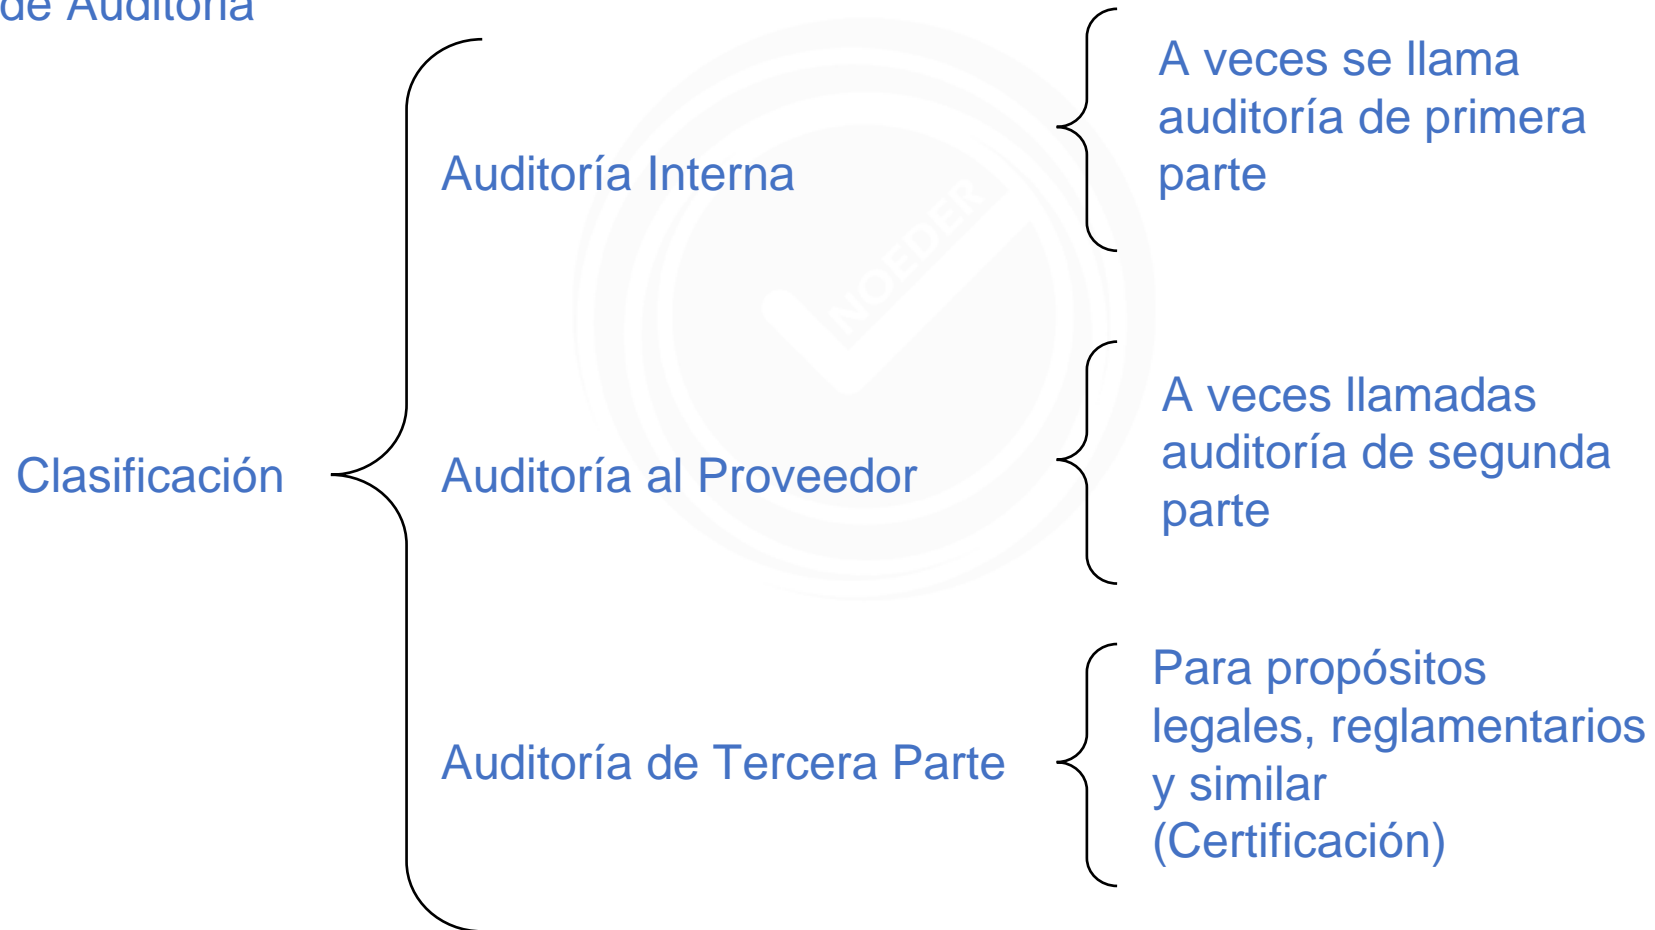 de Auditoría
A veces se llama
auditoría de primera
parte
Auditoría Interna
NOEDER
A veces llamadas
auditoría de segunda
parte
Clasificación
Auditoría al Proveedor
Para propósitos
legales, reglamentarios
y similar
(Certificación)
Auditoría de Tercera Parte